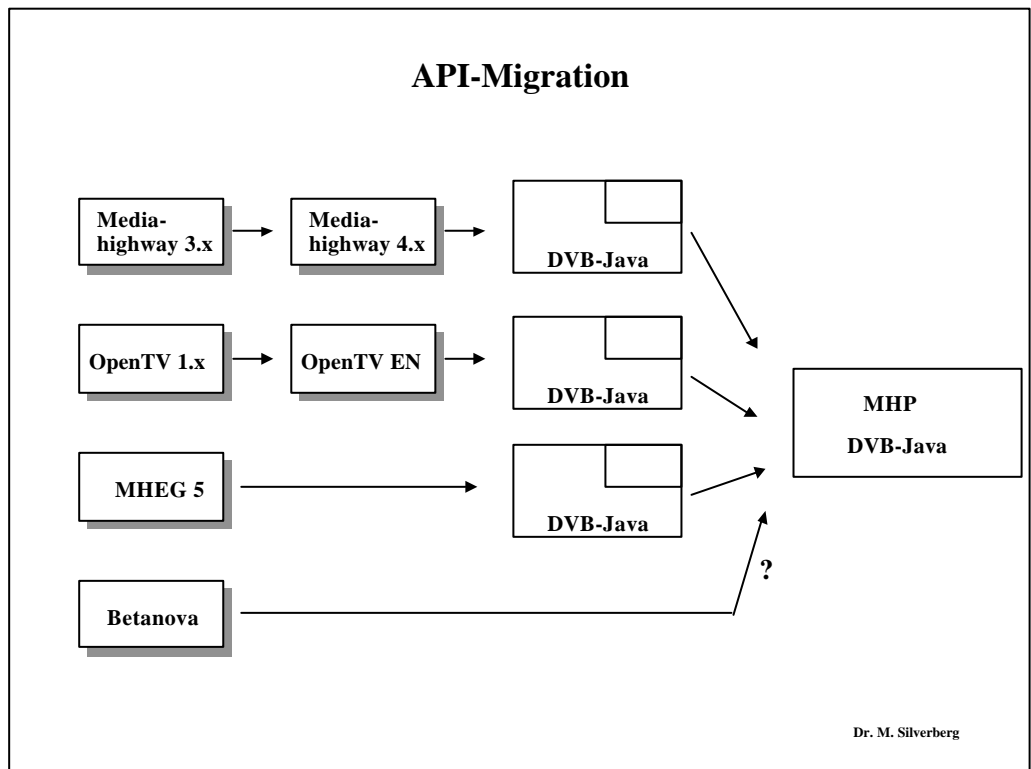 API-Migration
Media-
highway 3.x
Media-
highway 4.x
DVB-Java
OpenTV 1.x
OpenTV EN
DVB-Java
MHP
DVB-Java
MHEG 5
DVB-Java
?
Betanova
Dr. M. Silverberg